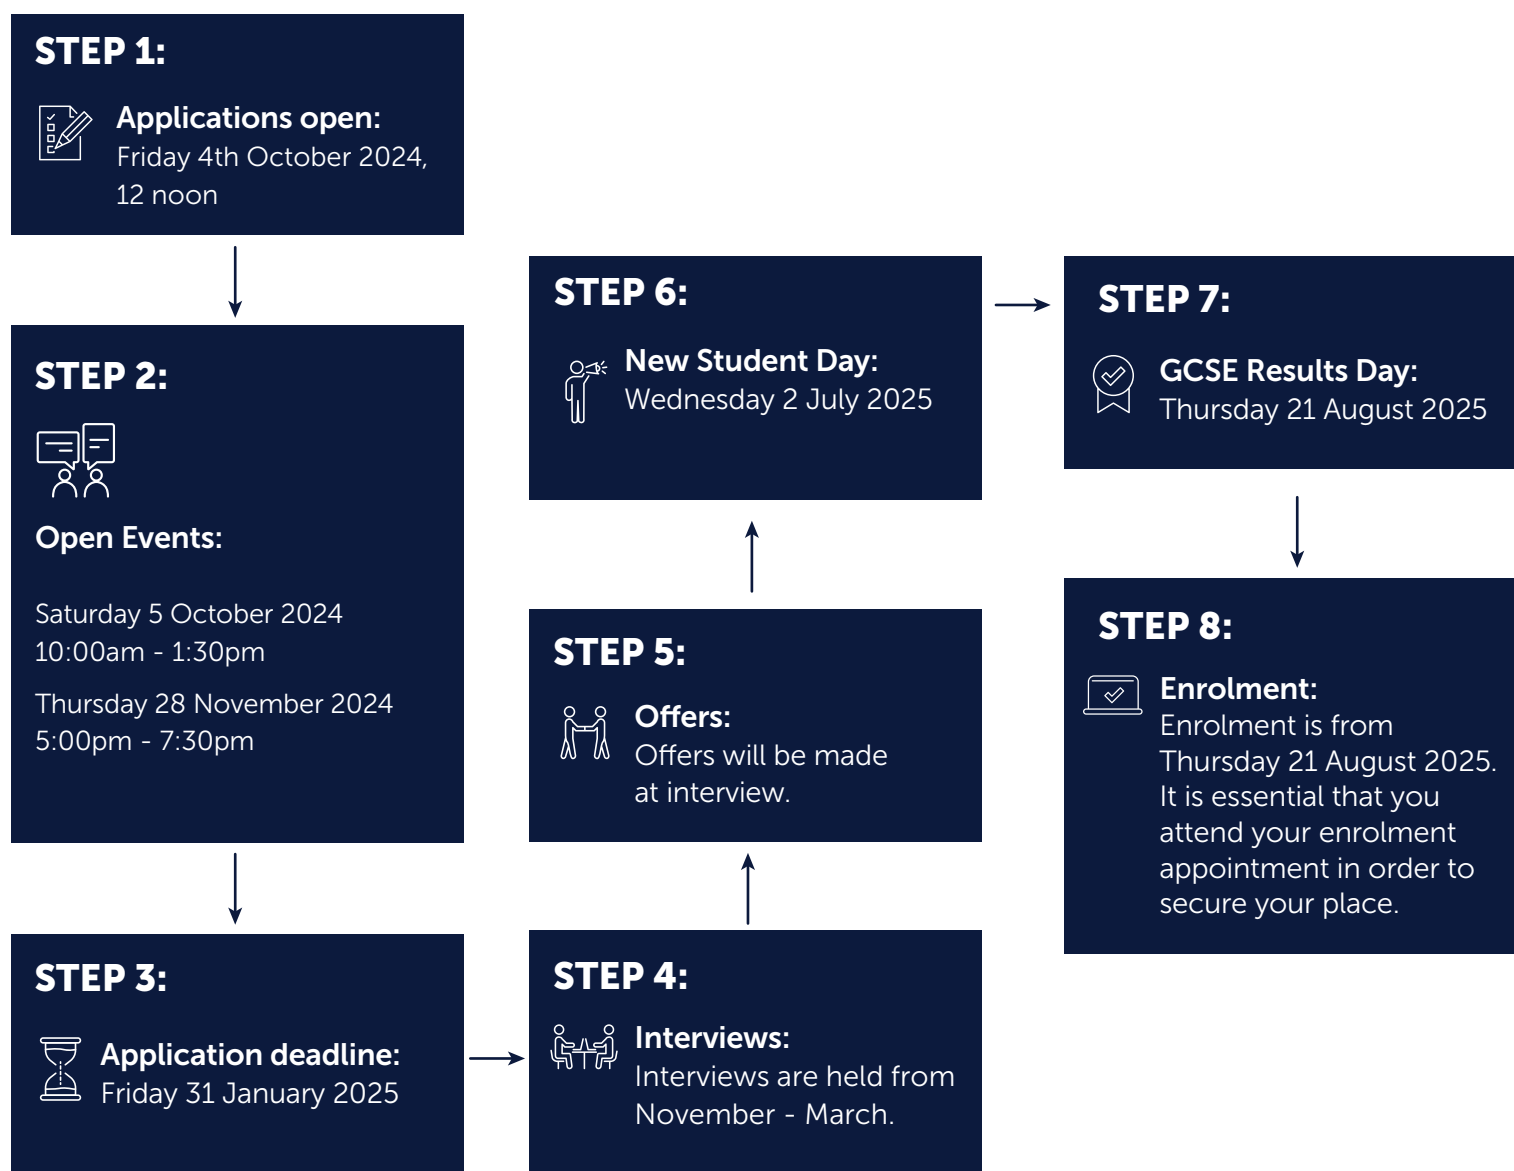 STEP 1:
Applications open:
Friday 4th October 2024,
12 noon
STEP 2:
Open Events:
Saturday 5 October 2024
10:00am - 1:30pm
Thursday 28 November 2024
5:00pm - 7:30pm
STEP 3:
Application deadline:
Friday 31 January 2025
STEP 4:
Interviews:
Interviews are held from
November - March.
STEP 5:
Offers:
Offers will be made
at interview.
STEP 6:
New Student Day:
Wednesday 2 July 2025
STEP 7:
GCSE Results Day:
Thursday 21 August 2025
STEP 8:
Enrolment:
Enrolment is from
Thursday 21 August 2025.
It is essential that you
attend your enrolment
appointment in order to
secure your place.